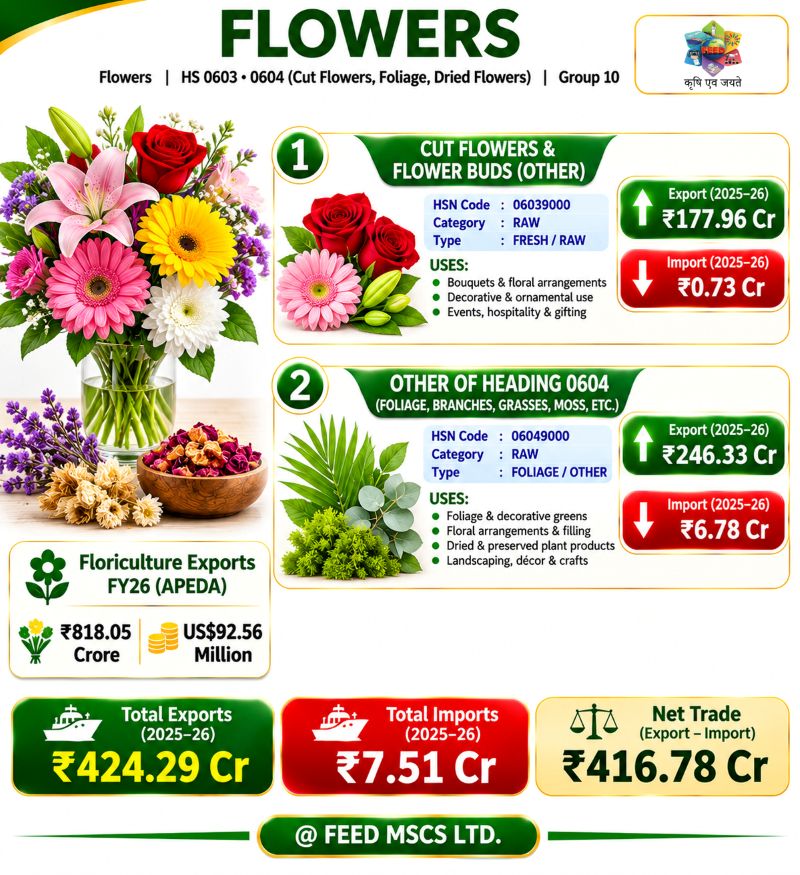 FLOWERS
Flowers | HS 0603 • 0604 (Cut Flowers, Foliage, Dried Flowers) | Group 10
FEED
कृषि एव जयते
1
CUT FLOWERS &
FLOWER BUDS (OTHER)
HSN Code : 06039000
Category : RAW
Type : FRESH / RAW
USES:
• Bouquets & floral arrangements
• Decorative & ornamental use
• Events, hospitality & gifting
Export (2025–26)
₹177.96 Cr
Import (2025–26)
₹0.73 Cr
2
OTHER OF HEADING 0604
(FOLIAGE, BRANCHES, GRASSES, MOSS, ETC.)
HSN Code : 06049000
Category : RAW
Type : FOLIAGE / OTHER
USES:
• Foliage & decorative greens
• Floral arrangements & filling
• Dried & preserved plant products
• Landscaping, décor & crafts
Export (2025–26)
₹246.33 Cr
Import (2025–26)
₹6.78 Cr
Floriculture Exports
FY26 (APEDA)
₹818.05
Crore
US$92.56
Million
Total Exports
(2025–26)
₹424.29 Cr
Total Imports
(2025–26)
₹7.51 Cr
Net Trade
(Export – Import)
₹416.78 Cr
@ FEED MSCS LTD.